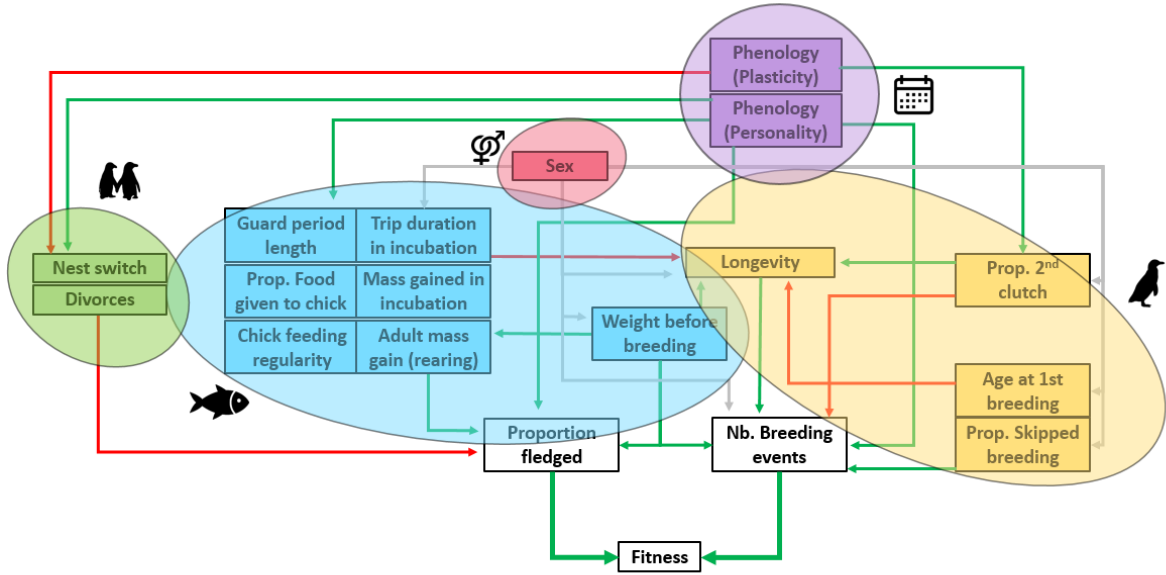 Phenology
(Plasticity)
Phenology
(Personality)
Sex
Guard period
length
Trip duration
in incubation
Prop. Food
given to chick
Mass gained in
incubation
Chick feeding
regularity
Adult mass
gain (rearing)
Nest switch
Divorces
Longevity
Weight before
breeding
Prop. 2nd
clutch
Age at 1st
breeding
Prop. Skipped
breeding
Proportion
fledged
Nb. Breeding
events
Fitness